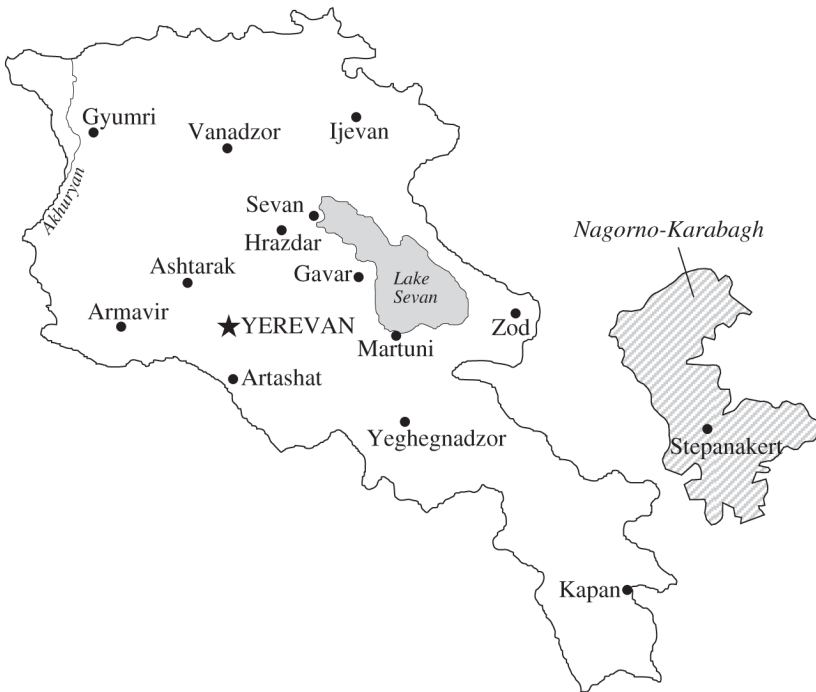 Gyumri
Vanadzor
Ijevan
Akhuryan
Sevan
Hrazdar
Nagorno-Karabagh
Ashtarak
Gavar
Lake
Sevan
Armavir
YEREVAN
Zod
Martuni
Artashat
Yeghegnadzor
Stepanakert
Kapan